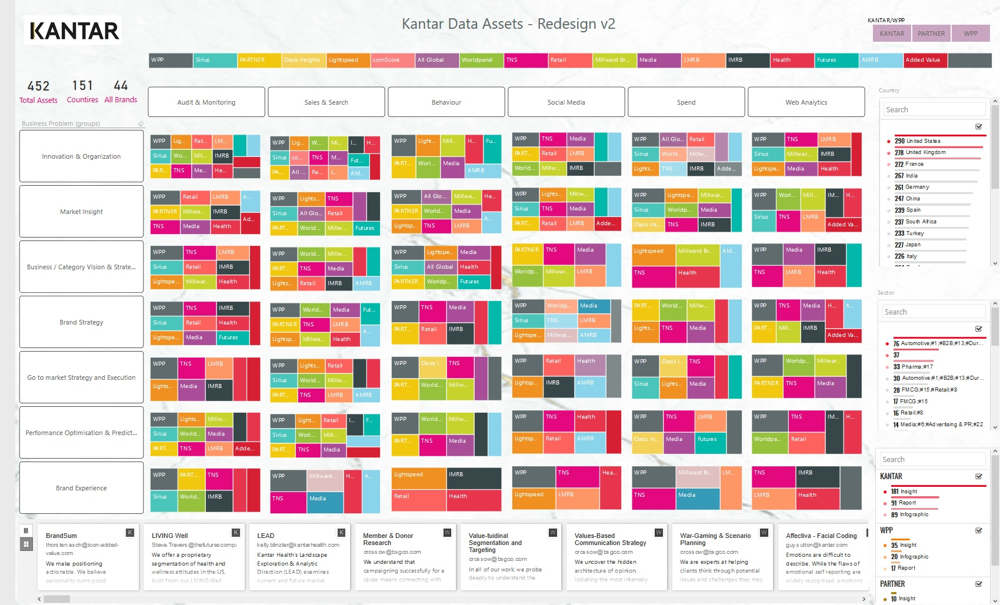 KANTAR
Kantar Data Assets - Redesign v2
KANTAR/WPP
KANTAR PARTNER WPP
WPP Sirius PARTNER Oasis Insights Lightspeed comScore All Global Worldpanel TNS Retail Millward Br... Media LMRB IMRB Health Futures AMRB Added Value
452 151 44
Total Assets Countires All Brands
Audit & Monitoring Sales & Search Behaviour Social Media Spend Web Analytics
Business Problem (groups)
Innovation & Organization
WPP Lig... Ret... LM...
Sirius Wo... Mil... IMRB
PAR... TNS Me... He...
WPP Lig... W... Mi... I... H...
Sirius co... TNS M... Fut...
PA... All ... Re... L... AM...
WPP Light... Mill... H... Fu...
PART... Worl... Media AMRB
WPP TNS Media
PART... Retail LMRB
World... Millw... IMRB
WPP All Glo... Retail
Sirius World... Millwa...
Lights... TNS IMRB Adde...
WPP TNS LMRB
Sirius Millwar... IMRB
Lightspe... Media Health
Market Insight
WPP Retail LMRB A...
PARTNER Millwa... IMRB Ad...
TNS Media Health
WPP Lights... TNS
Sirius All Glo... Retail
PART... World... Millw... Futures
WPP All Glo... Millwa... He...
PARTNER World... Media A...
Lightsp... TNS LMRB
WPP Lights... Millw...
Sirius TNS Media
PART... Retail LMRB Adde...
WPP Lightspe... Millwar...
Sirius Worldp... Media
Oasis Ins... TNS IMRB
WPP Worl... Mill... IM... H...
Sirius TNS LMRB Added Va...
Business / Category Vision & Strate...
WPP TNS LMRB
Sirius Retail IMRB
Lightspe... Millwar... Health
WPP World... Millw...
PART... TNS Media
Lights... Retail IMRB AMRB
WPP Lightspe... Media
Sirius All Global Health
PARTNER Worldp... Futures
PARTNER TNS Media
Worldp... Millwar... LMRB
Lightspeed Millward Br... AM...
TNS Health
WPP Media IMRB
TNS LMRB Health
Brand Strategy
WPP TNS IMRB
Sirius Retail Health
Lightspe... Media Futures
WPP World... Media Fut...
PARTNER TNS LMRB A...
Lightsp... Millwa... Health
WPP TNS Media
PART... Retail IMRB
WPP Worldp... Media
Sirius TNS LMRB
Lightspe... Millwar... AMRB
PART... World... Millw...
Lights... TNS Media
WPP TNS Media H... A...
PART... Mill... IMRB Added Va...
Go to market Strategy and Execution
WPP TNS LMRB
Lights... Media IMRB
WPP Lights... Retail
Sirius World... Millw...
PART... TNS LMRB AMRB
WPP Oasis I... TNS
PART... World... Millw...
WPP Retail Health
Lightsp... IMRB AMRB
WPP Oasis I... TNS
Sirius Lights... Media
WPP Worldp... Millwar...
PARTNER TNS Media
Performance Optimisation & Predict...
WPP Lights... Millw...
Sirius World... Media
PART... TNS LMRB Adde...
WPP Light... Retail I... F...
Sirius Worl... Mill...
PART... TNS Media
WPP World... Millw...
PART... TNS Media
WPP TNS Health
Lightsp... Retail AMRB
WPP TNS LMRB
Oasis In... Media Futures
WPP TNS IM... H...
Worldpa... Retail
Brand Experience
WPP PART... TNS
Sirius World... IMRB
WPP Millward ... H... A...
TNS Media
Lightspeed IMRB
Retail Health
WPP TNS Hea...
Lightspeed LMRB
WPP Millward Br... LM...
TNS Media
TNS IMRB
LMRB Health
Country
Search
290 United States
278 United Kingdom
272 France
267 India
261 Germany
247 China
239 Spain
237 South Africa
233 Turkey
227 Japan
226 Italy
Sector
Search
76 Automotive;#1;#B2B;#13;#Dur...
37
33 Pharma;#17
30 Automotive;#1;#B2B;#13;#Dur...
28 FMCG;#15;#Retail;#8
17 FMCG;#15
16 Retail;#8
14 Media;#6;#Advertising & PR;#22
Search
KANTAR
181 Insight
91 Report
89 Infographic
WPP
35 Insight
20 Infographic
17 Report
PARTNER
10 Insight
BrandSum K
thorsten.esch@icon-added-
value.com
We make positioning
actionable. We believe
personality turns good
LIVING Well K
Steve.Travers@thefuturescompa
We offer a proprietary
segmentation of health and
wellness attitudes in the US,
built from our LIVING Well
LEAD K
kelly.blinzler@kantarhealth.com
Kantar Health's Landscape
Exploration & Analytic
Direction (LEAD) examines
current and future market
Member & Donor W
Research
crossow@bsgco.com
We understand that
campaigning successfully for a
cause means connecting with
Value-tuidinal W
Segmentation and
Targeting
crossow@bsgco.com
In all of our work, we probe
deeply to understand the
Values-Based W
Communication Strategy
crossow@bsgco.com
We uncover the hidden
architecture of opinion,
isolating the most intensely
War-Gaming & Scenario W
Planning
crossow@bsgco.com
We are experts at helping
clients think through potential
issues and challenges they may
Affectiva - Facial Coding
guy.sutton@kantar.com
Emotions are difficult to
describe. While the flaws of
emotional self reporting are
widely recognised, emotions